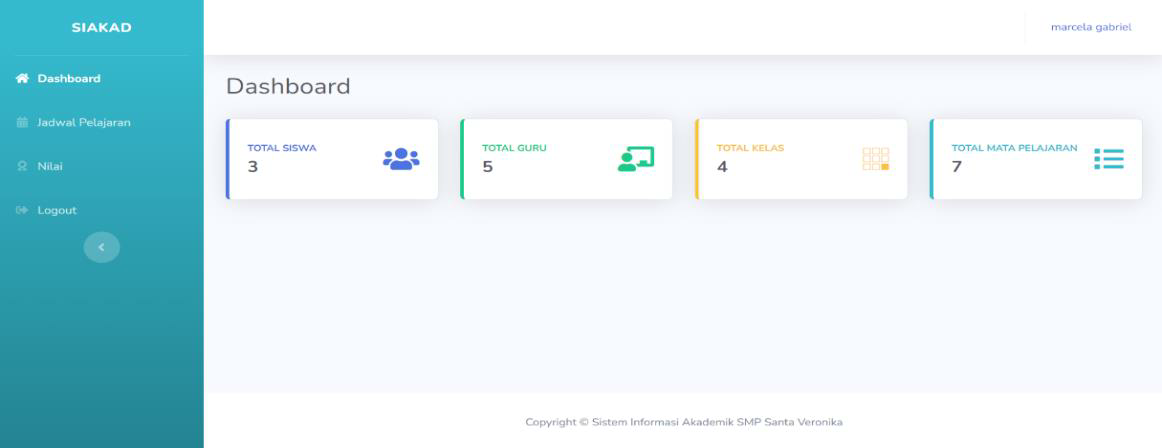 SIAKAD
marcela gabriel
Dashboard
Jadwal Pelajaran
Nilai
Logout
Dashboard
TOTAL SISWA
3
TOTAL GURU
5
TOTAL KELAS
4
TOTAL MATA PELAJARAN
7
Copyright © Sistem Informasi Akademik SMP Santa Veronika